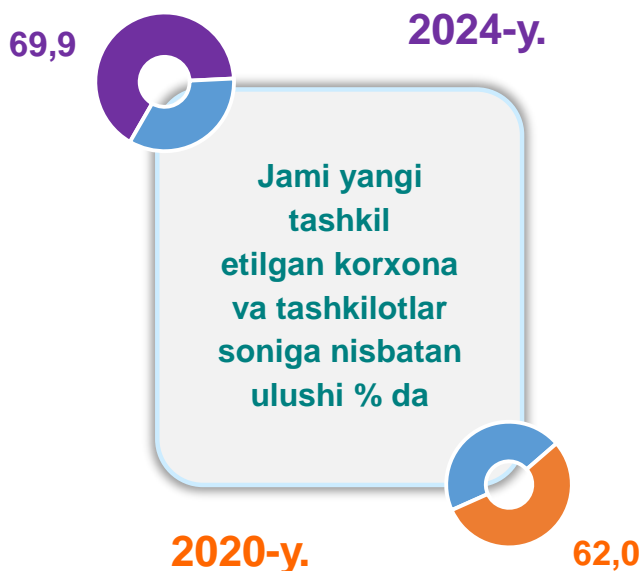 69,9
2024-y.
Jami yangi
tashkil
etilgan korxona
va tashkilotlar
soniga nisbatan
ulushi % da
2020-y.
62,0